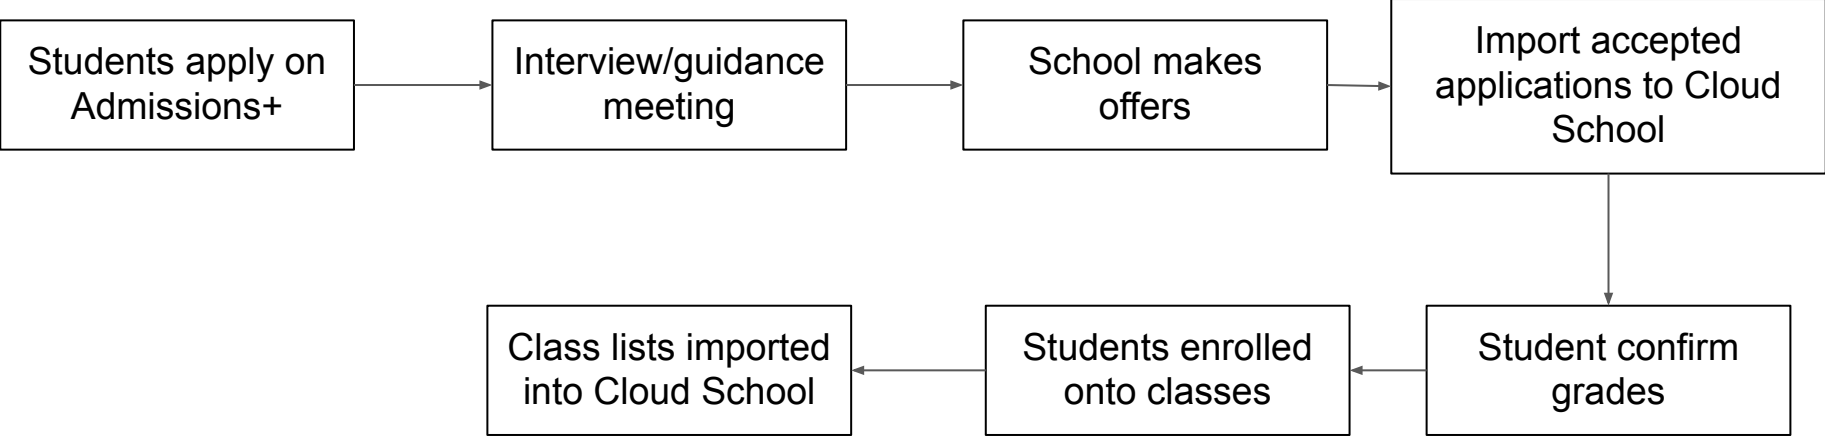 Students apply on
Admissions+
Interview/guidance
meeting
School makes
offers
Import accepted
applications to Cloud
School
Student confirm
grades
Students enrolled
onto classes
Class lists imported
into Cloud School